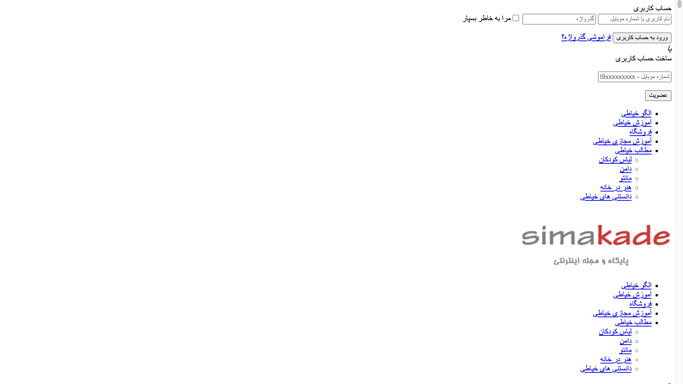 حساب کاربری
نام کاربری یا شماره موبایل گذرواژه مرا به خاطر بسپار
ورود به حساب کاربری فراموشی گذرواژه؟
یا
ساخت حساب کاربری
شماره موبایل - 09xxxxxxxxx
عضویت
الگو خیاطی
آموزش خیاطی
فروشگاه
آموزش مجازی خیاطی
مطالب خیاطی
لباس کودکان
دامن
مانتو
هنر در خانه
دانستنی های خیاطی
simakade
پایگاه و مجله اینترنتی
الگو خیاطی
آموزش خیاطی
فروشگاه
آموزش مجازی خیاطی
مطالب خیاطی
لباس کودکان
دامن
مانتو
هنر در خانه
دانستنی های خیاطی